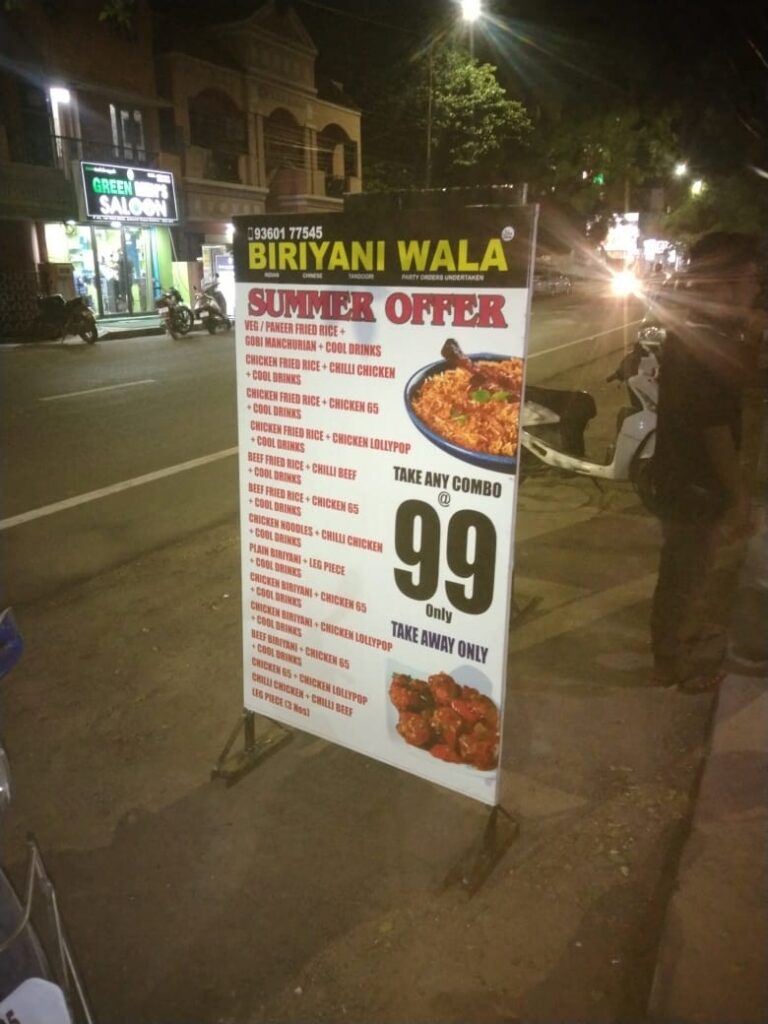 GREEN MEN'S
SALOON
93601 77545
BIRIYANI WALA
INDIAN CHINESE TANDOORI PARTY ORDERS UNDERTAKEN
SUMMER OFFER
VEG / PANEER FRIED RICE +
GOBI MANCHURIAN + COOL DRINKS
CHICKEN FRIED RICE + CHILLI CHICKEN
+ COOL DRINKS
CHICKEN FRIED RICE + CHICKEN 65
+ COOL DRINKS
CHICKEN FRIED RICE + CHICKEN LOLLYPOP
+ COOL DRINKS
BEEF FRIED RICE + CHILLI BEEF
+ COOL DRINKS
BEEF FRIED RICE + CHICKEN 65
+ COOL DRINKS
CHICKEN NOODLES + CHILLI CHICKEN
+ COOL DRINKS
PLAIN BIRIYANI + LEG PIECE
+ COOL DRINKS
CHICKEN BIRIYANI + CHICKEN 65
+ COOL DRINKS
CHICKEN BIRIYANI + CHICKEN LOLLYPOP
+ COOL DRINKS
BEEF BIRIYANI + CHICKEN 65
+ COOL DRINKS
CHICKEN 65 + CHICKEN LOLLYPOP
CHILLI CHICKEN + CHILLI BEEF
LEG PIECE (3 Nos)
TAKE ANY COMBO
@
99
Only
TAKE AWAY ONLY